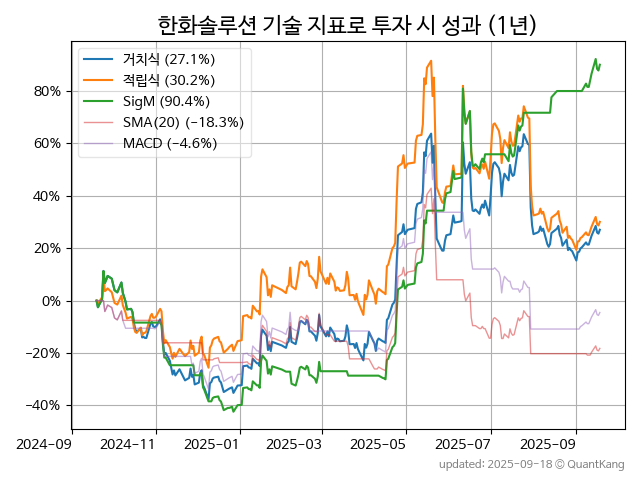 한화솔루션 기술 지표로 투자 시 성과 (1년)
거치식 (27.1%)
적립식 (30.2%)
SigM (90.4%)
SMA(20) (−18.3%)
MACD (−4.6%)
80%
60%
40%
20%
0%
−20%
−40%
2024-09 2024-11 2025-01 2025-03 2025-05 2025-07 2025-09
updated: 2025-09-18 © QuantKang